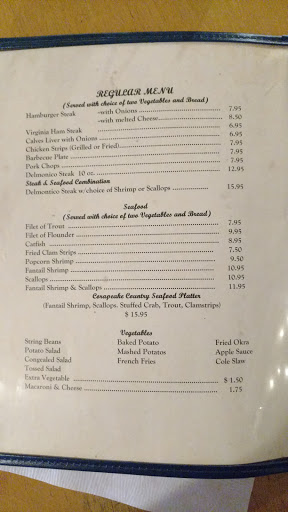 REGULAR MENU
(Served with choice of two Vegetables and Bread)
Hamburger Steak -with Onions 7.95
-with melted Cheese 8.50
Virginia Ham Steak 6.95
Calves Liver with Onions 6.95
Chicken Strips (Grilled or Fried) 7.95
Barbecue Plate 7.95
Pork Chops 7.95
Delmonico Steak 10 oz. 12.95
Steak & Seafood Combination
Delmontico Steak w/choice of Shrimp or Scallops 15.95
Seafood
(Served with choice of two Vegetables and Bread)
Filet of Trout 7.95
Filet of Flounder 9.95
Catfish 8.95
Fried Clam Strips 7.50
Popcorn Shrimp 9.50
Fantail Shrimp 10.95
Scallops 10.95
Fantail Shrimp & Scallops 11.95
Corapeake Country Seafood Platter
(Fantail Shrimp, Scallops, Stuffed Crab, Trout, Clamstrips)
$ 15.95
Vegetables
String Beans Baked Potato Fried Okra
Potato Salad Mashed Potatos Apple Sauce
Congealed Salad French Fries Cole Slaw
Tossed Salad
Extra Vegetable $ 1.50
Macaroni & Cheese 1.75